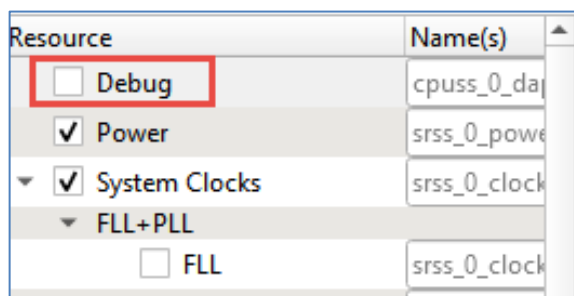 Resource Name(s)
Debug cpuss_0_dap
Power srss_0_powe
System Clocks srss_0_clock
FLL+PLL
FLL srss_0_clock